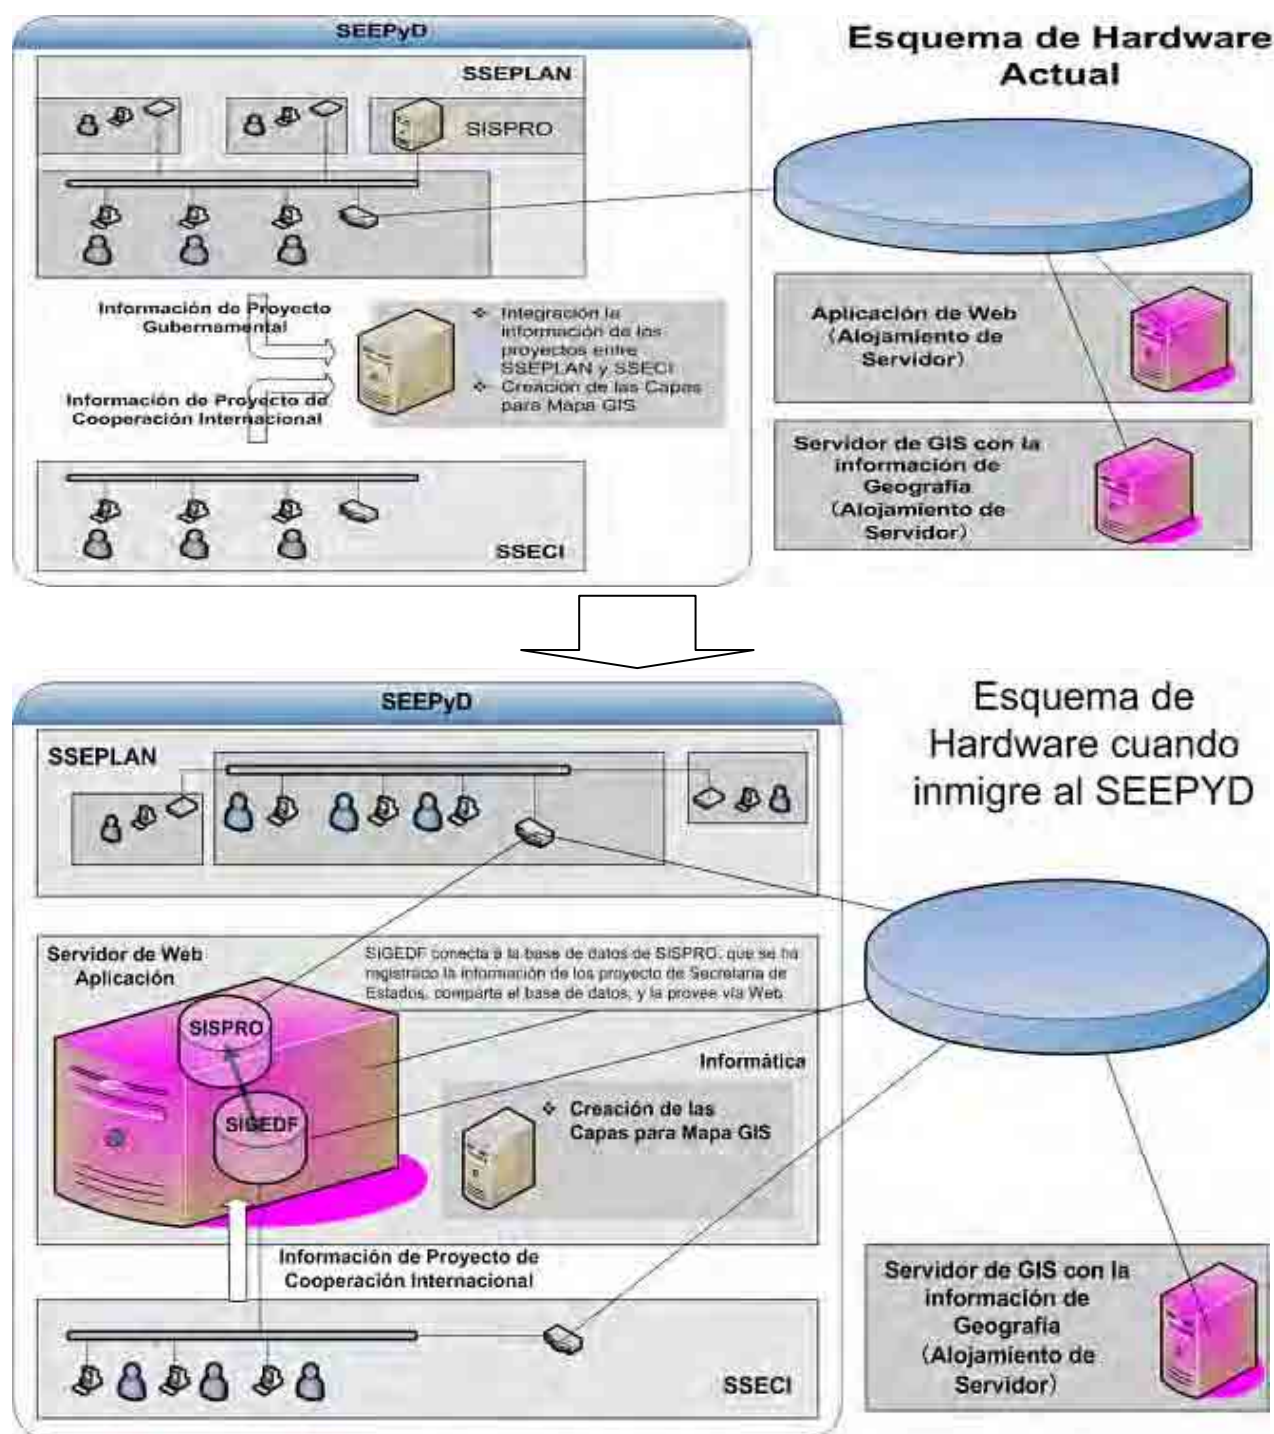 SEEPyD
Esquema de Hardware
Actual
SSEPLAN
SISPRO
Información de Proyecto
Gubernamental
Información de Proyecto de
Cooperación Internacional
❖ Integración la
información de los
proyectos entre
SSEPLAN y SSECI
❖ Creación de las Capas
para Mapa GIS
Aplicación de Web
(Alojamiento de
Servidor)
Servidor de GIS con la
información de
Geografía
(Alojamiento de
Servidor)
SSECI
SEEPyD
Esquema de
Hardware cuando
inmigre al SEEPYD
SSEPLAN
Servidor de Web
Aplicación
SIGEDF conecta a la base de datos de SISPRO, que se ha
registrado la información de los proyecto de Secretaria de
Estados, comparte el base de datos, y la provee vía Web
SISPRO
SIGEDF
Informática
❖ Creación de las
Capas para Mapa GIS
Información de Proyecto de
Cooperación Internacional
SSECI
Servidor de GIS con la
información de
Geografía
(Alojamiento de
Servidor)